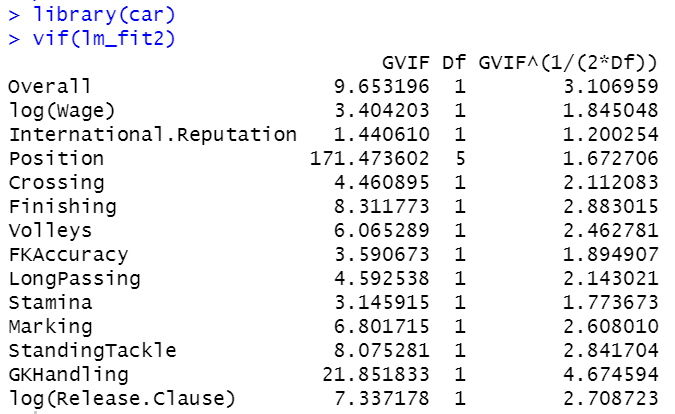 > library(car)
> vif(lm_fit2)
GVIF Df GVIF^(1/(2*Df))
Overall 9.653196 1 3.106959
log(Wage) 3.404203 1 1.845048
International.Reputation 1.440610 1 1.200254
Position 171.473602 5 1.672706
Crossing 4.460895 1 2.112083
Finishing 8.311773 1 2.883015
Volleys 6.065289 1 2.462781
FKAccuracy 3.590673 1 1.894907
LongPassing 4.592538 1 2.143021
Stamina 3.145915 1 1.773673
Marking 6.801715 1 2.608010
StandingTackle 8.075281 1 2.841704
GKHandling 21.851833 1 4.674594
log(Release.Clause) 7.337178 1 2.708723